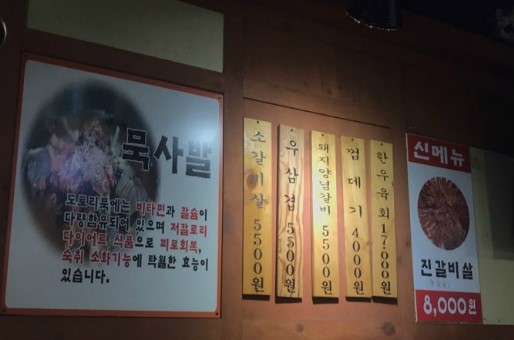 묵사발
도토리묵에는 비타민과 칼슘이
다량함유되어 있으며 저칼로리
다이어트 식품으로 피로회복,
숙취 소화기능에 탁월한 효능이
있습니다.
소갈비살 5500원
우삼겹 5500원
돼지양념갈비 5500원
껍데기 4000원
한우육회 17,000원
신메뉴
진갈비살
8,000원